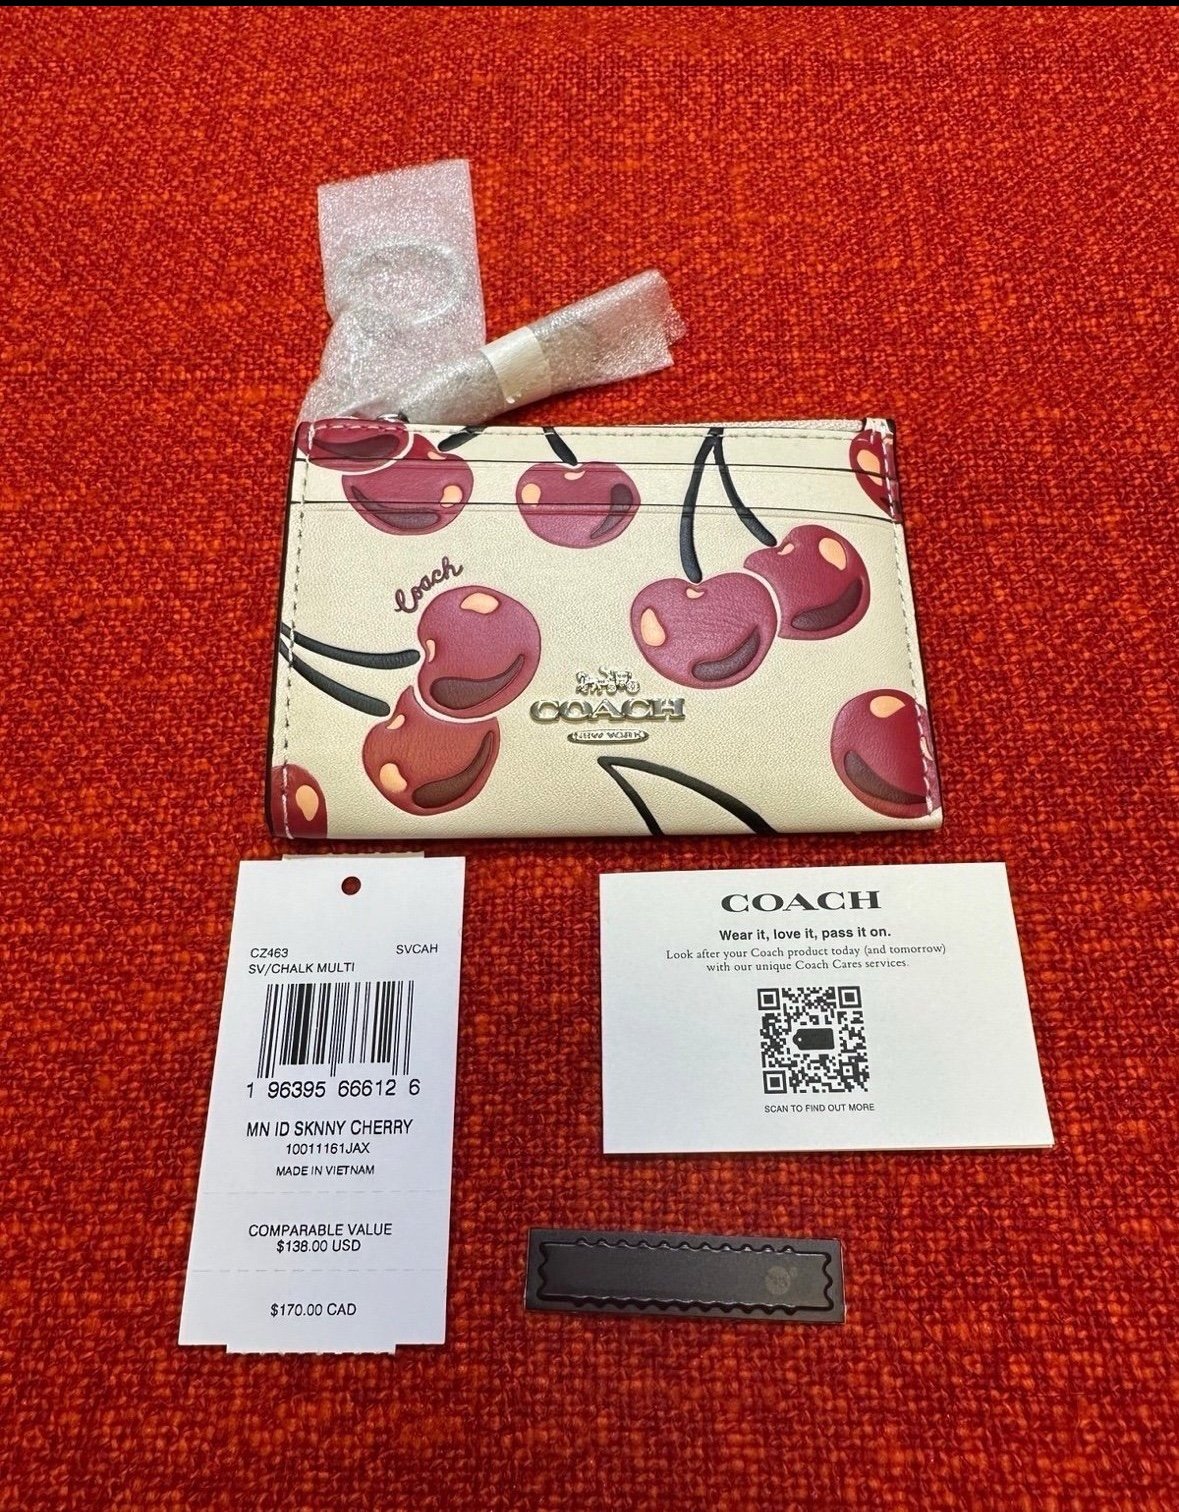 Coach
COACH
NEW YORK
CZ463 SVCAH
SV/CHALK MULTI
1 96395 66612 6
MN ID SKNNY CHERRY
10011161JAX
MADE IN VIETNAM
COMPARABLE VALUE
$138.00 USD
$170.00 CAD
COACH
Wear it, love it, pass it on.
Look after your Coach product today (and tomorrow)
with our unique Coach Cares services.
SCAN TO FIND OUT MORE